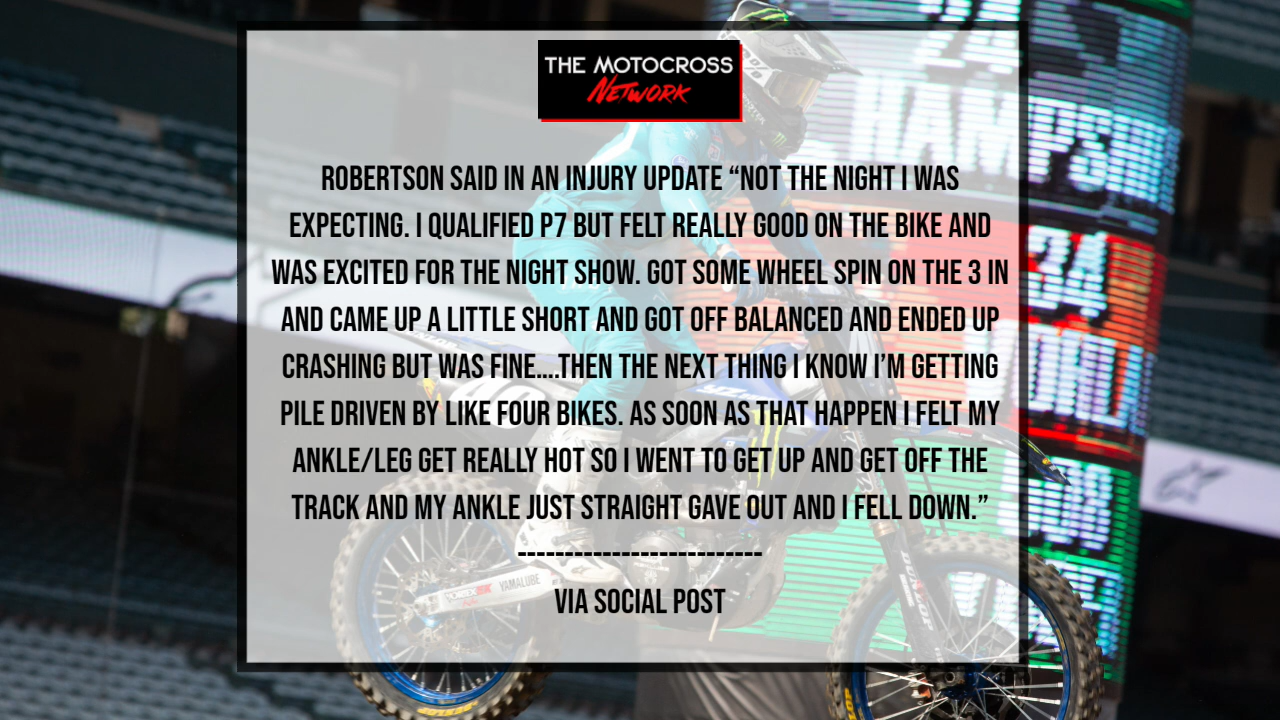 THE MOTOCROSS
NETWORK
ROBERTSON SAID IN AN INJURY UPDATE “NOT THE NIGHT I WAS
EXPECTING. I QUALIFIED P7 BUT FELT REALLY GOOD ON THE BIKE AND
WAS EXCITED FOR THE NIGHT SHOW. GOT SOME WHEEL SPIN ON THE 3 IN
AND CAME UP A LITTLE SHORT AND GOT OFF BALANCED AND ENDED UP
CRASHING BUT WAS FINE....THEN THE NEXT THING I KNOW I’M GETTING
PILE DRIVEN BY LIKE FOUR BIKES. AS SOON AS THAT HAPPEN I FELT MY
ANKLE/LEG GET REALLY HOT SO I WENT TO GET UP AND GET OFF THE
TRACK AND MY ANKLE JUST STRAIGHT GAVE OUT AND I FELL DOWN.”
--------------------------
VIA SOCIAL POST
24
HAMPS
34
YAMALUBE